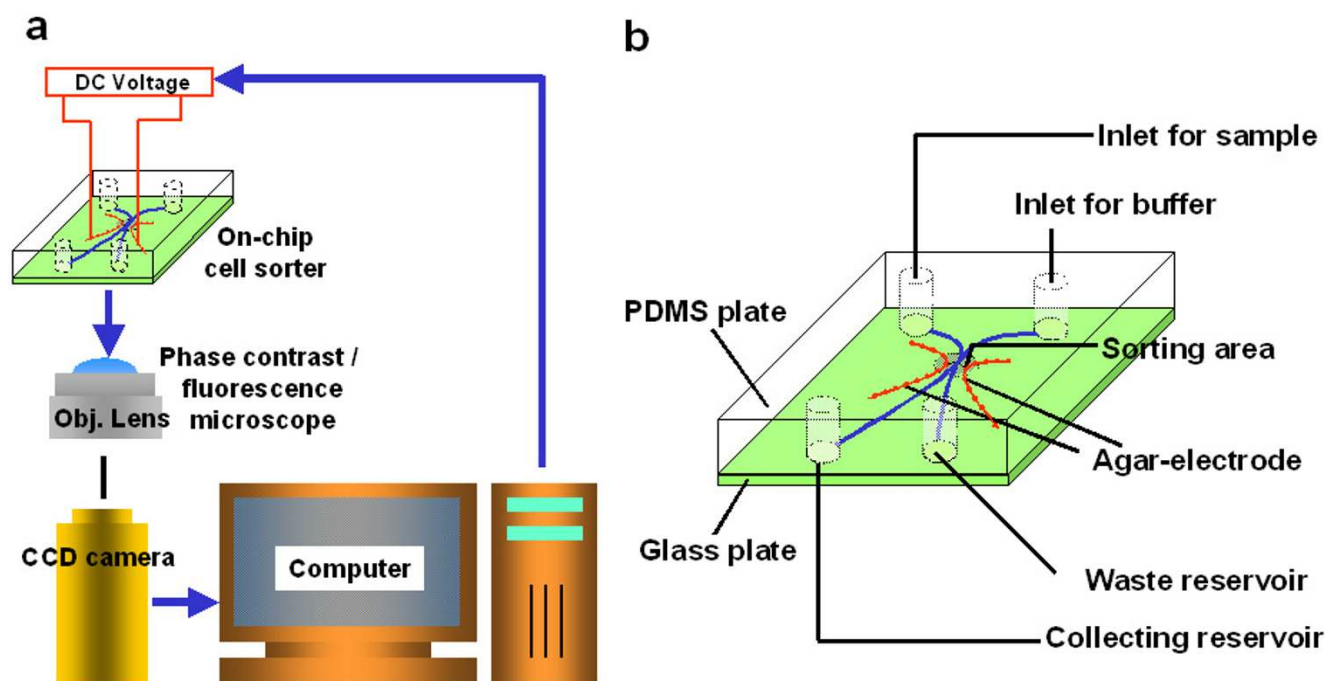 a
DC Voltage
On-chip
cell sorter
Phase contrast /
fluorescence
microscope
Obj. Lens
CCD camera
Computer
b
Inlet for sample
Inlet for buffer
PDMS plate
Sorting area
Agar-electrode
Glass plate
Waste reservoir
Collecting reservoir